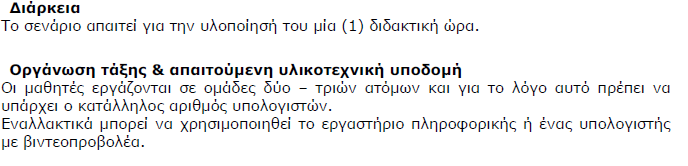 Διάρκεια
Το σενάριο απαιτεί για την υλοποίησή του μία (1) διδακτική ώρα.
Οργάνωση τάξης & απαιτούμενη υλικοτεχνική υποδομή
Οι μαθητές εργάζονται σε ομάδες δύο – τριών ατόμων και για το λόγο αυτό πρέπει να
υπάρχει ο κατάλληλος αριθμός υπολογιστών.
Εναλλακτικά μπορεί να χρησιμοποιηθεί το εργαστήριο πληροφορικής ή ένας υπολογιστής
με βιντεοπροβολέα.